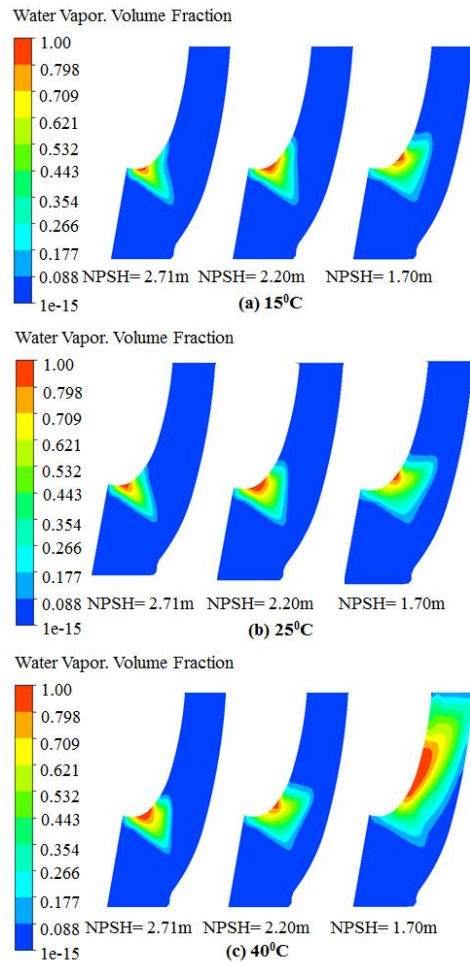 Water Vapor. Volume Fraction
1.00
0.798
0.709
0.621
0.532
0.443
0.354
0.266
0.177
0.088
1e-15
NPSH= 2.71m NPSH= 2.20m NPSH= 1.70m
(a) 15⁰C
Water Vapor. Volume Fraction
1.00
0.798
0.709
0.621
0.532
0.443
0.354
0.266
0.177
0.088
1e-15
NPSH= 2.71m NPSH= 2.20m NPSH= 1.70m
(b) 25⁰C
Water Vapor. Volume Fraction
1.00
0.798
0.709
0.621
0.532
0.443
0.354
0.266
0.177
0.088
1e-15
NPSH= 2.71m NPSH= 2.20m NPSH= 1.70m
(c) 40⁰C